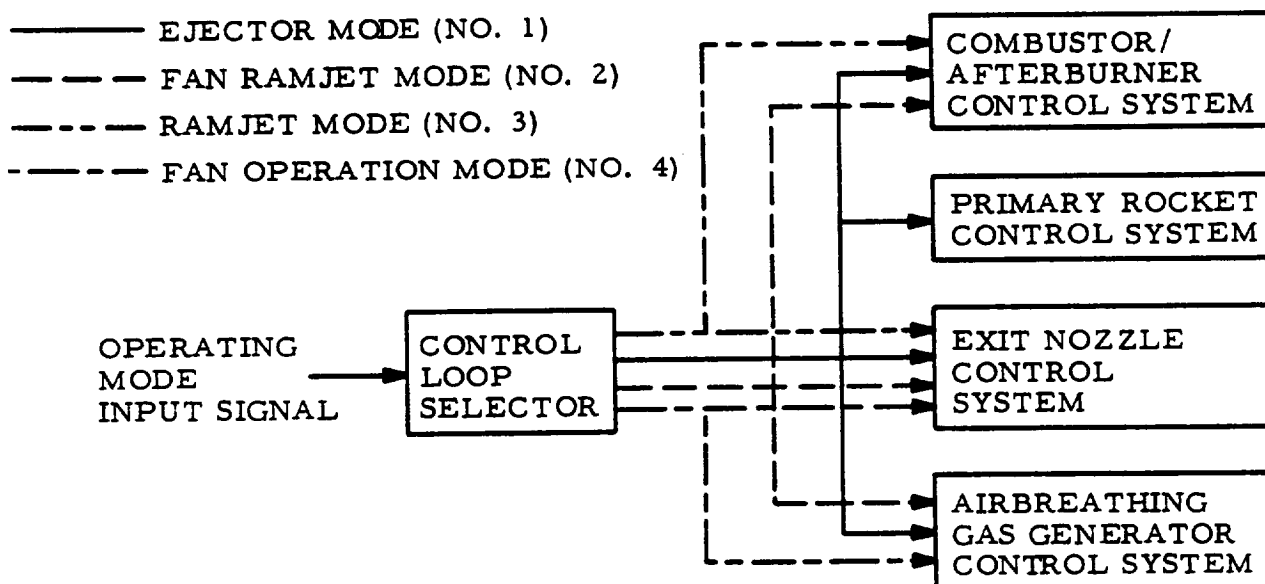 EJECTOR MODE (NO. 1)
FAN RAMJET MODE (NO. 2)
RAMJET MODE (NO. 3)
FAN OPERATION MODE (NO. 4)
COMBUSTOR/
AFTERBURNER
CONTROL SYSTEM
PRIMARY ROCKET
CONTROL SYSTEM
OPERATING
MODE
INPUT SIGNAL
CONTROL
LOOP
SELECTOR
EXIT NOZZLE
CONTROL
SYSTEM
AIRBREATHING
GAS GENERATOR
CONTROL SYSTEM